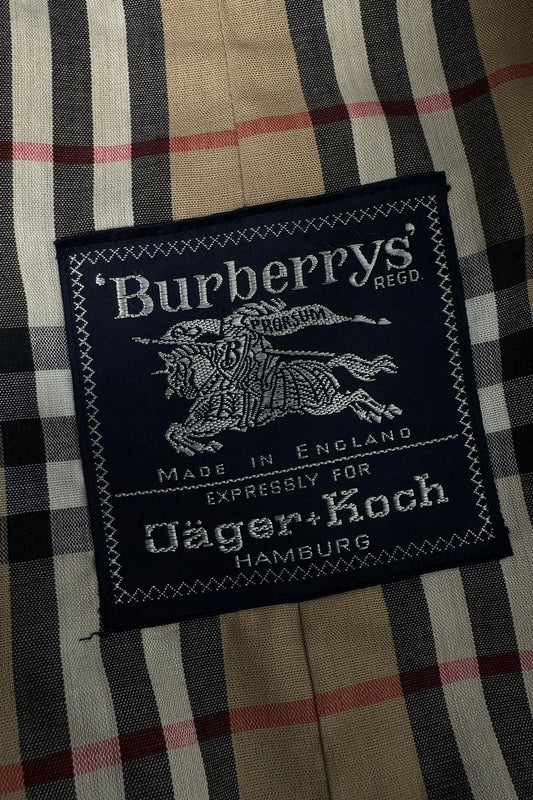 'Burberrys'
REGD.
PRORSUM
B
MADE IN ENGLAND
EXPRESSLY FOR
Jäger+Koch
HAMBURG